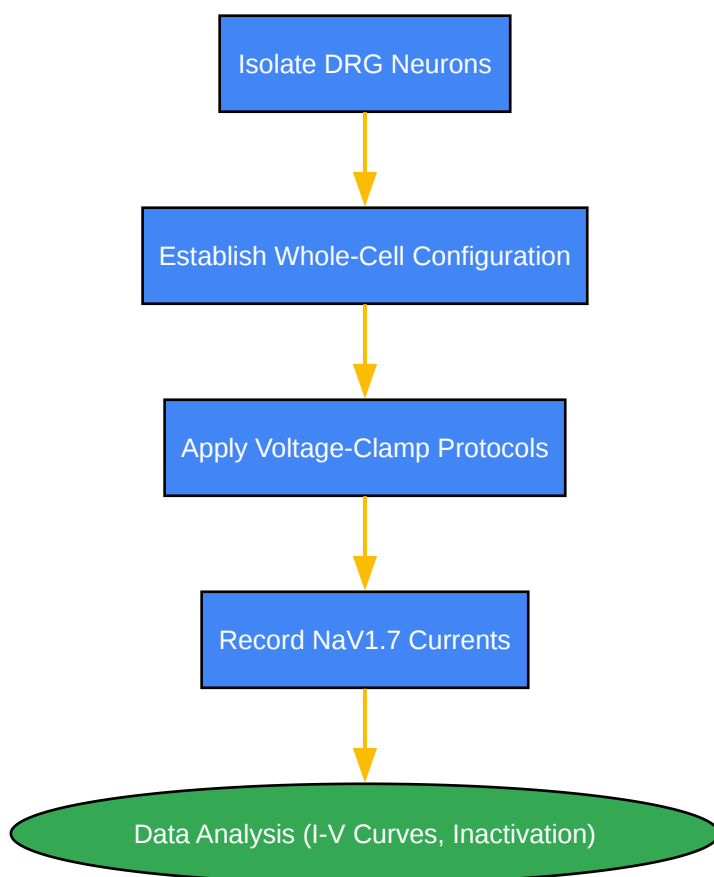 Isolate DRG Neurons
Establish Whole-Cell Configuration
Apply Voltage-Clamp Protocols
Record NaV1.7 Currents
Data Analysis (I-V Curves, Inactivation)